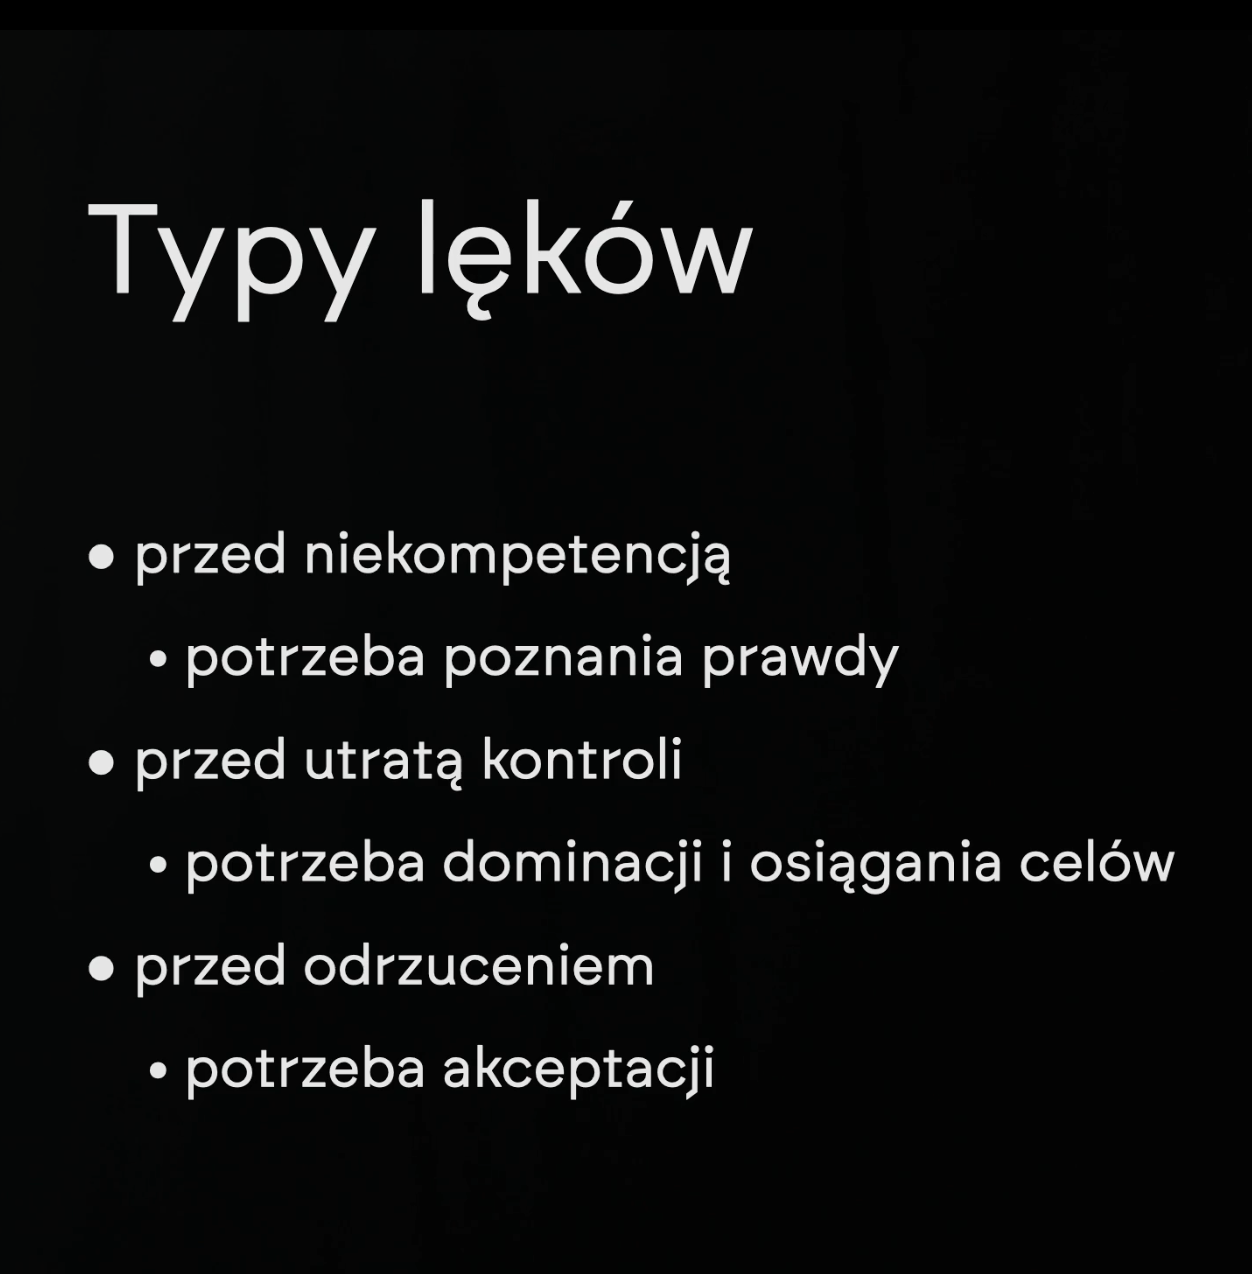 Typy lęków
• przed niekompetencją
• potrzeba poznania prawdy
• przed utratą kontroli
• potrzeba dominacji i osiągania celów
• przed odrzuceniem
• potrzeba akceptacji